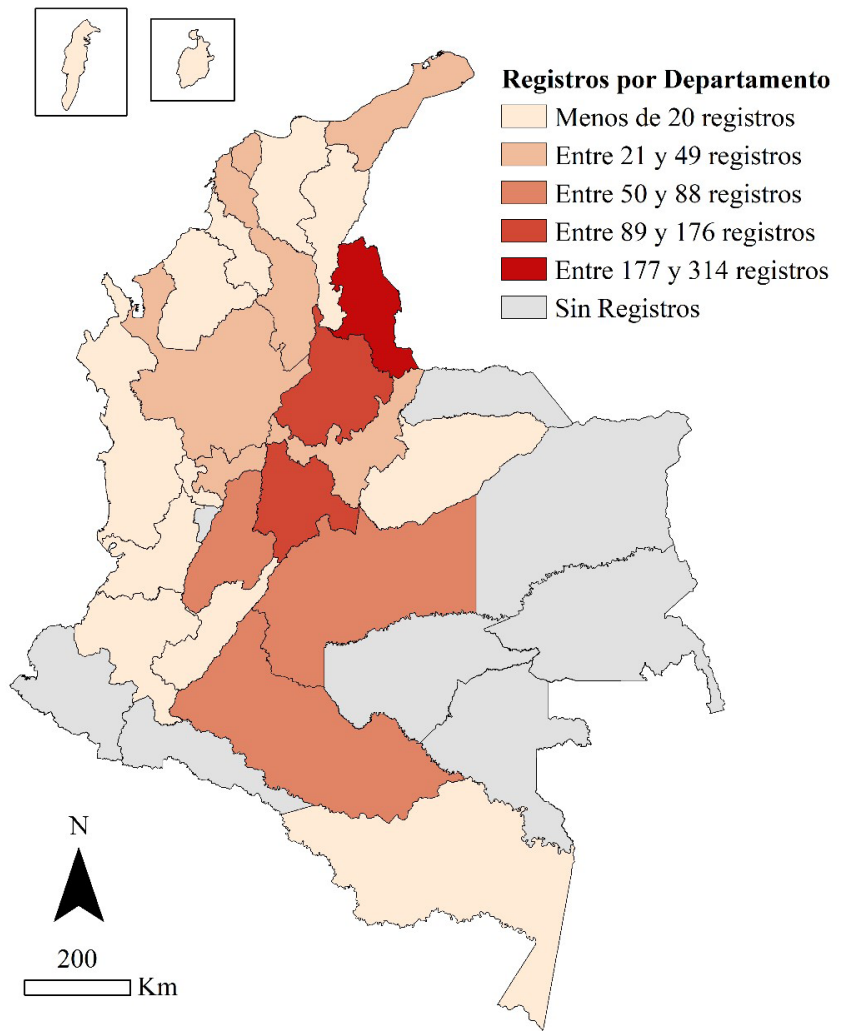 Registros por Departamento
Menos de 20 registros
Entre 21 y 49 registros
Entre 50 y 88 registros
Entre 89 y 176 registros
Entre 177 y 314 registros
Sin Registros
N
200
Km